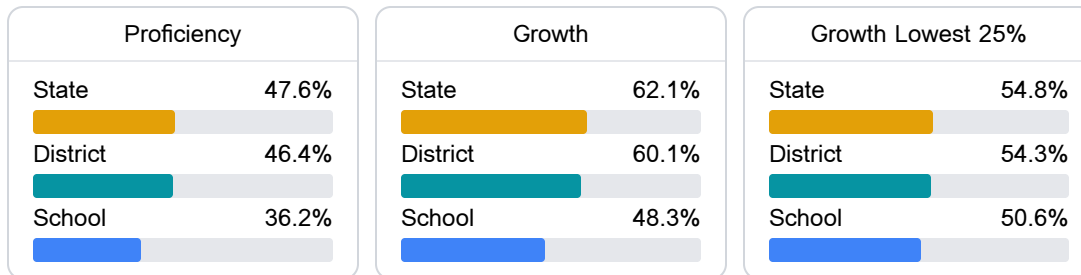 Proficiency
State 47.6%
District 46.4%
School 36.2%
Growth
State 62.1%
District 60.1%
School 48.3%
Growth Lowest 25%
State 54.8%
District 54.3%
School 50.6%